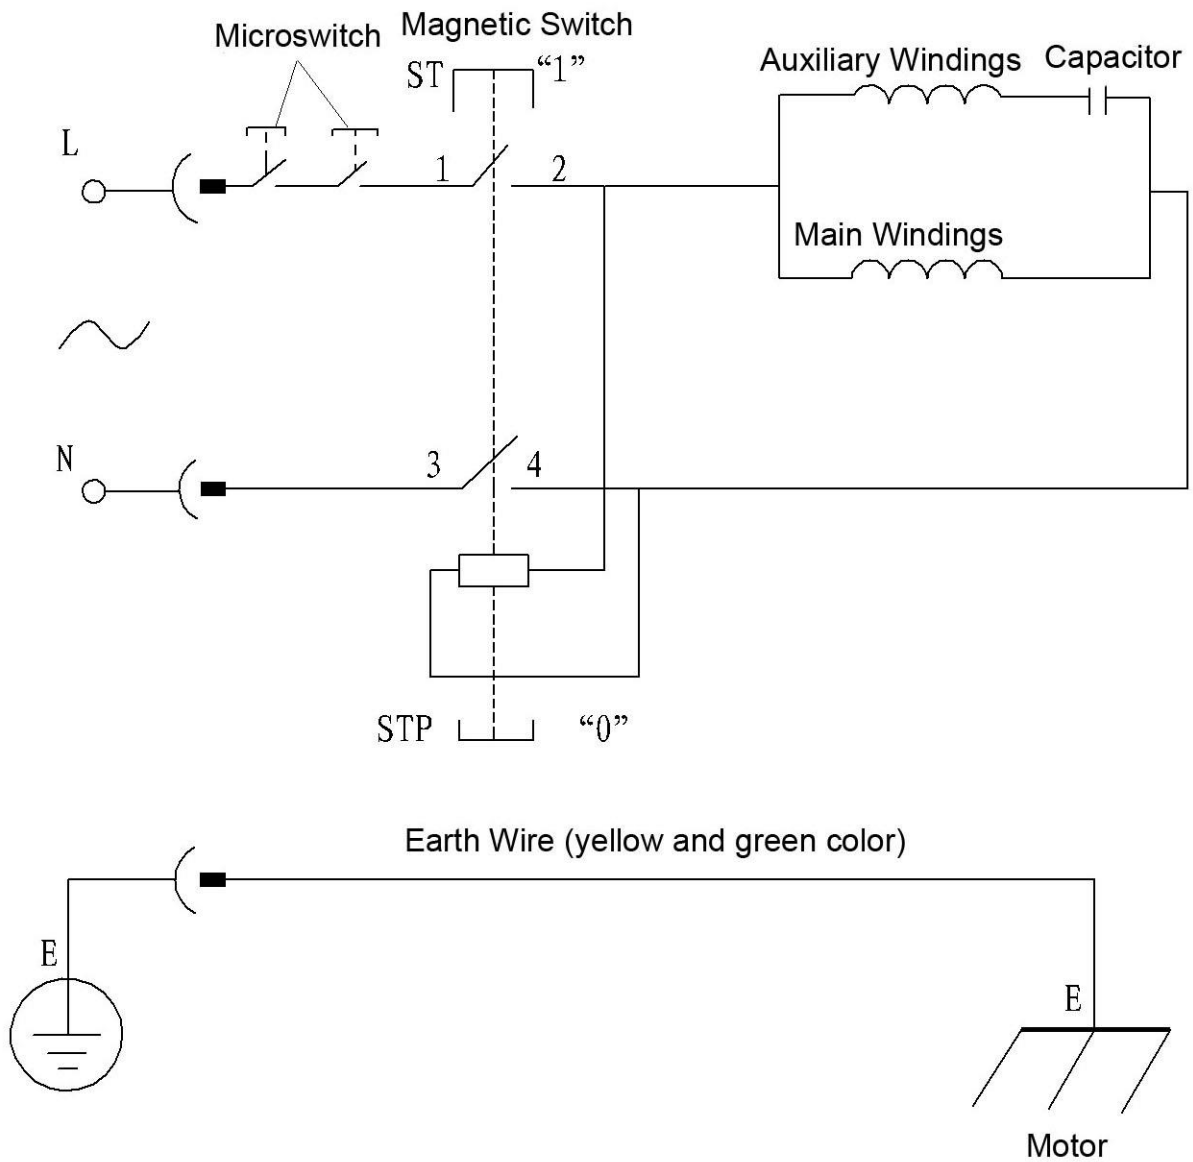 Magnetic Switch
Microswitch
ST "1"
Auxiliary Windings Capacitor
L
1 2
Main Windings
N
3 4
STP "0"
Earth Wire (yellow and green color)
E
E
Motor